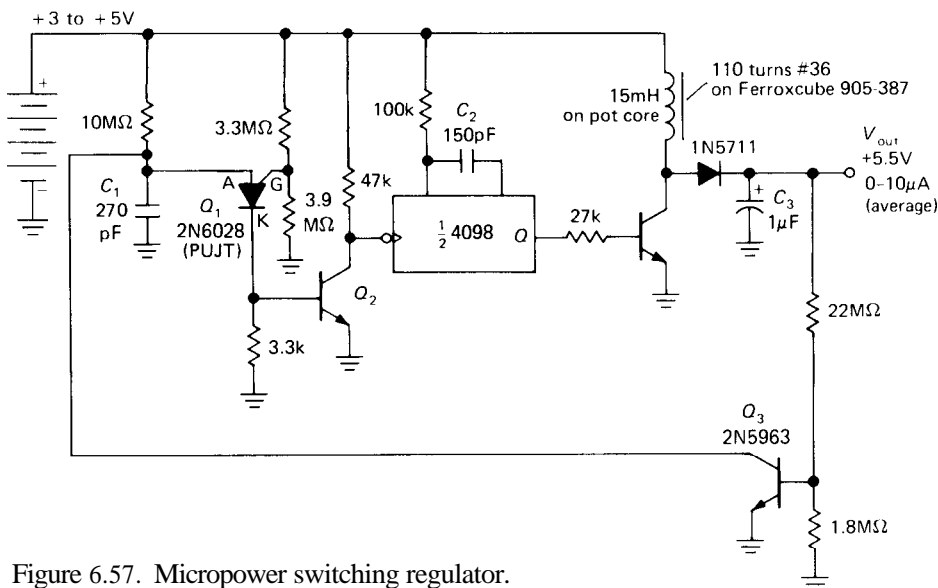 +3 to +5V
110 turns #36
on Ferroxcube 905-387
15mH
on pot core
100k
C2
150pF
10MΩ
3.3MΩ
1N5711
Vout
+5.5V
0–10μA
(average)
A
G
K
C1
270
pF
Q1
2N6028
(PUJT)
3.9
MΩ
47k
½ 4098
Q
27k
+
C3
1μF
Q2
3.3k
22MΩ
Q3
2N5963
1.8MΩ
+
−
Figure 6.57. Micropower switching regulator.